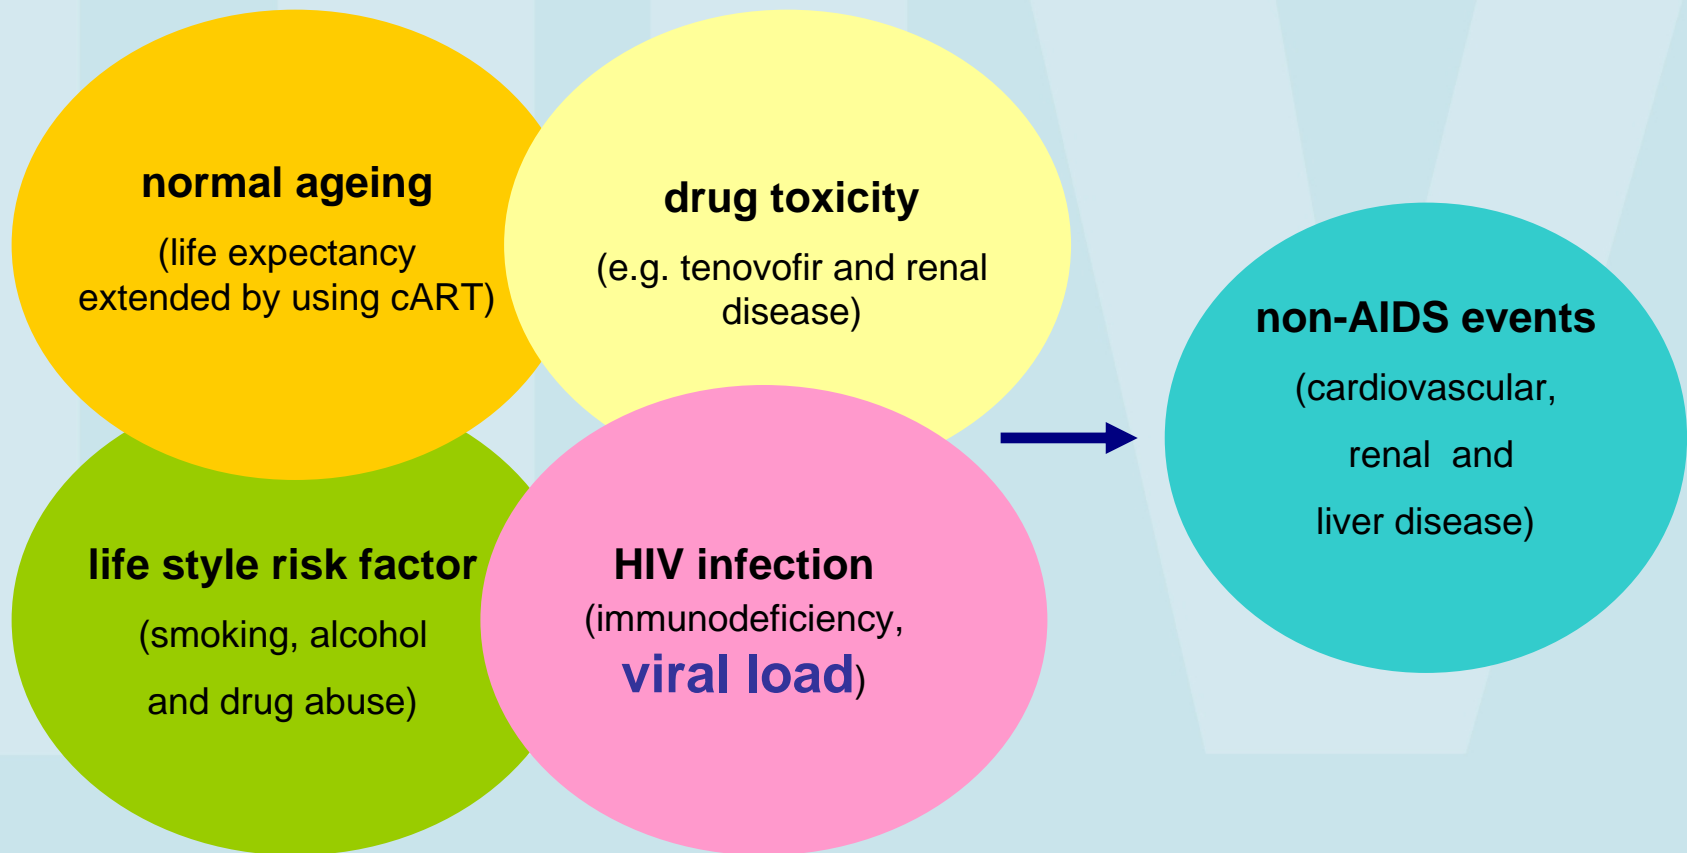 normal ageing
(life expectancy
extended by using cART)
drug toxicity
(e.g. tenovofir and renal
disease)
life style risk factor
(smoking, alcohol
and drug abuse)
HIV infection
(immunodeficiency,
viral load)
non-AIDS events
(cardiovascular,
renal and
liver disease)